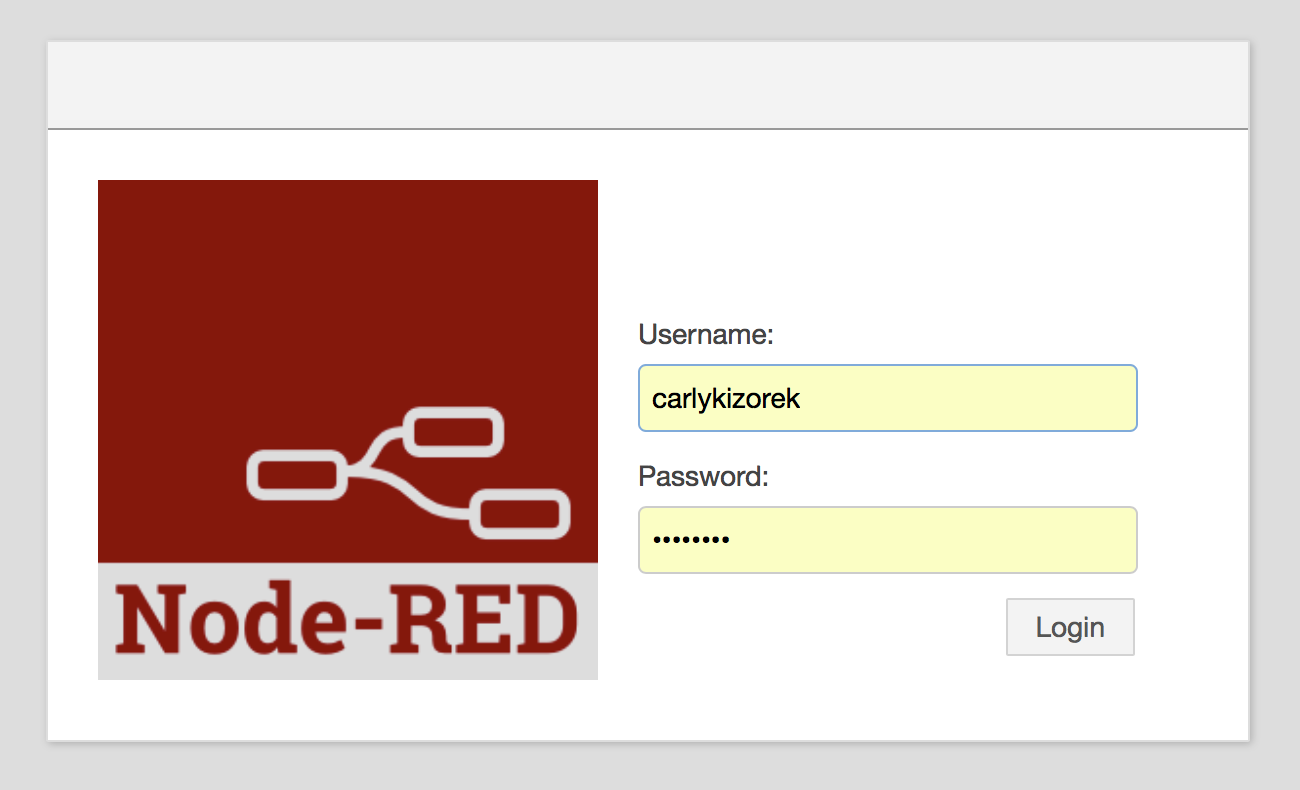 Node-RED
Username:
carlykizorek
Password:
••••••••
Login